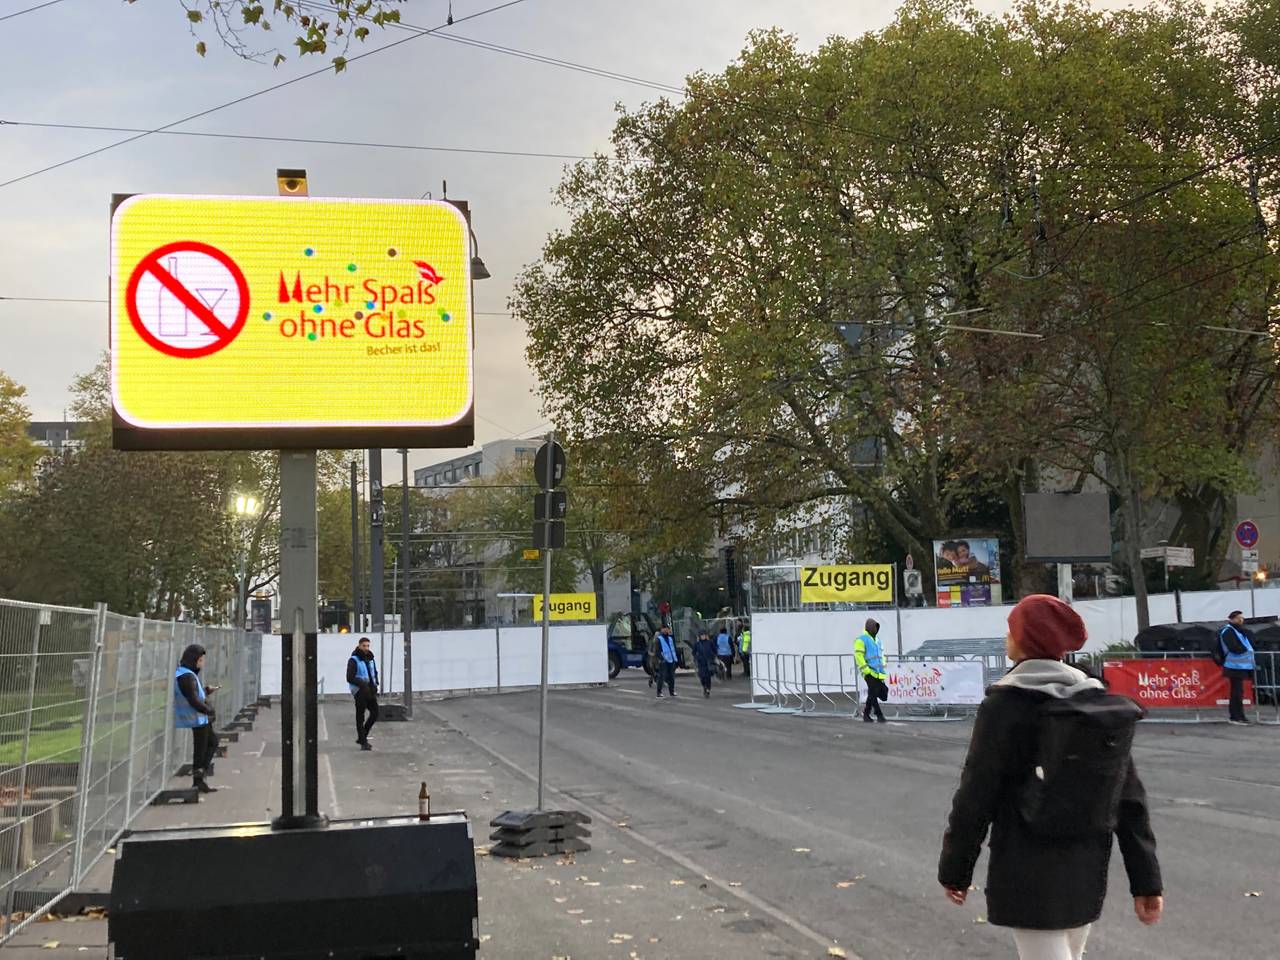 Mehr Spaß
ohne Glas
Becher ist das!
Zugang
Zugang
Mehr Spaß
ohne Glas
Mehr Spaß
ohne Glas